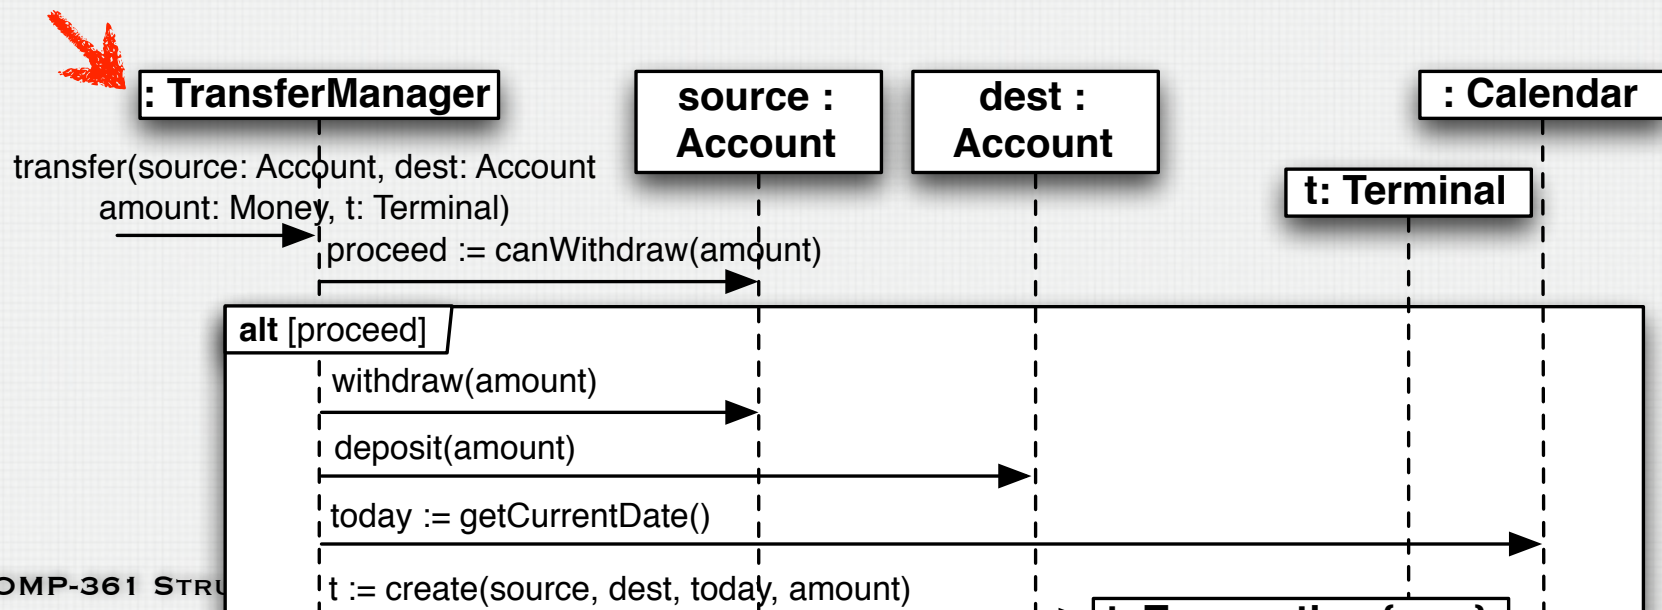 : TransferManager
source :
Account
dest :
Account
: Calendar
t: Terminal
transfer(source: Account, dest: Account
amount: Money, t: Terminal)
proceed := canWithdraw(amount)
alt [proceed]
withdraw(amount)
deposit(amount)
today := getCurrentDate()
t := create(source, dest, today, amount)
OMP-361 STRU